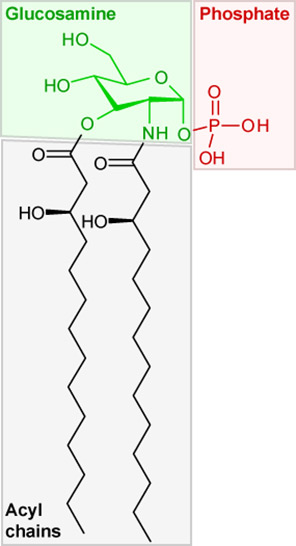 Glucosamine Phosphate
HO
HO O
O
O NH O P OH
O O OH
HO HO
Acyl
chains